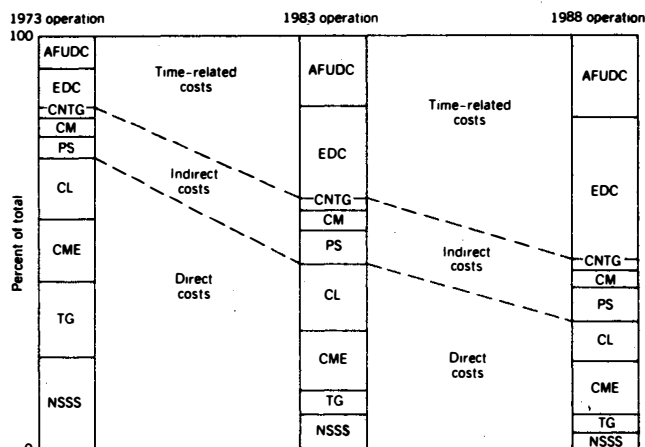 1973 operation
1983 operation
1988 operation
100
Percent of total
0
AFUDC
EDC
CNTG
CM
PS
CL
CME
TG
NSSS
Time-related
costs
Indirect
costs
Direct
costs
AFUDC
EDC
CNTG
CM
PS
CL
CME
TG
NSSS
Time-related
costs
Indirect
costs
Direct
costs
AFUDC
EDC
CNTG
CM
PS
CL
CME
TG
NSSS